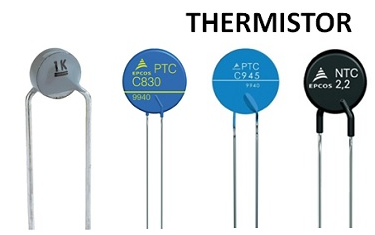 THERMISTOR
1K
EPCOS
PTC
C830
9940
PTC
C945
EPCOS
9940
NTC
EPCOS 2,2